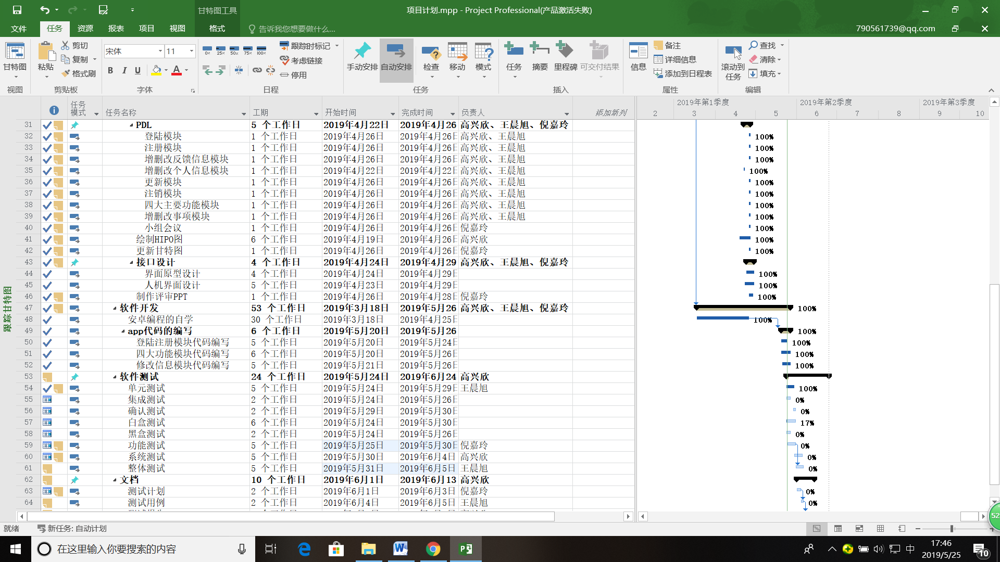 甘特图工具
项目计划.mpp - Project Professional(产品激活失败)
文件 任务 资源 报表 项目 视图 格式 告诉我您想要做什么... 790561739@qq.com
甘特图 粘贴 剪切 复制 格式刷
宋体 11
B I U A
0% 25% 50% 75% 100%
跟踪时标记
考虑链接
停用
手动安排 自动安排 检查 移动 模式 任务 摘要 里程碑 可交付结果 信息
备注
详细信息
添加到日程表
滚动到任务
查找
清除
填充
视图 剪贴板 字体 日程 任务 插入 属性 编辑
任务模式 任务名称 工期 开始时间 完成时间 负责人 添加新列
2019年第1季度 2019年第2季度 2019年第3季度
2 3 4 5 6 7 8 9 10
跟踪甘特图
31 PDL 5 个工作日 2019年4月22日 2019年4月26 高兴欣、王晨旭、倪嘉玲
32 登陆模块 1 个工作日 2019年4月26日 2019年4月26日 高兴欣、王晨旭 100%
33 注册模块 1 个工作日 2019年4月26日 2019年4月26日 高兴欣、王晨旭 100%
34 增删改反馈信息模块 1 个工作日 2019年4月26日 2019年4月26日 高兴欣、王晨旭 100%
35 增删改个人信息模块 1 个工作日 2019年4月22日 2019年4月22日 高兴欣、王晨旭 100%
36 更新模块 1 个工作日 2019年4月26日 2019年4月26日 高兴欣、王晨旭 100%
37 注销模块 1 个工作日 2019年4月26日 2019年4月26日 高兴欣、王晨旭 100%
38 四大主要功能模块 1 个工作日 2019年4月26日 2019年4月26日 高兴欣、王晨旭 100%
39 增删改事项模块 1 个工作日 2019年4月26日 2019年4月26日 高兴欣、王晨旭 100%
40 小组会议 1 个工作日 2019年4月26日 2019年4月26日 倪嘉玲 100%
41 绘制HIPO图 6 个工作日 2019年4月19日 2019年4月26日 高兴欣 100%
42 更新甘特图 1 个工作日 2019年4月26日 2019年4月26日 倪嘉玲 100%
43 接口设计 4 个工作日 2019年4月24日 2019年4月29 高兴欣、王晨旭、倪嘉玲
44 界面原型设计 4 个工作日 2019年4月24日 2019年4月29日 100%
45 人机界面设计 5 个工作日 2019年4月23日 2019年4月29日 100%
46 制作评审PPT 1 个工作日 2019年4月26日 2019年4月28日 倪嘉玲 100%
47 软件开发 53 个工作日 2019年3月18日 2019年5月26 高兴欣、王晨旭、倪嘉玲 100%
48 安卓编程的自学 30 个工作日 2019年3月18日 2019年4月25日 100%
49 app代码的编写 6 个工作日 2019年5月20日 2019年5月26 100%
50 登陆注册模块代码编写 5 个工作日 2019年5月20日 2019年5月24日 100%
51 四大功能模块代码编写 6 个工作日 2019年5月20日 2019年5月26日 100%
52 修改信息模块代码编写 5 个工作日 2019年5月21日 2019年5月26日 100%
53 软件测试 24 个工作日 2019年5月24日 2019年6月24 高兴欣
54 单元测试 5 个工作日 2019年5月24日 2019年5月29日 王晨旭 100%
55 集成测试 2 个工作日 2019年5月24日 2019年5月26日 0%
56 确认测试 2 个工作日 2019年5月29日 2019年5月30日 0%
57 白盒测试 6 个工作日 2019年5月24日 2019年5月30日 17%
58 黑盒测试 2 个工作日 2019年5月24日 2019年5月26日 0%
59 功能测试 5 个工作日 2019年5月25日 2019年5月30日 倪嘉玲 0%
60 系统测试 5 个工作日 2019年5月30日 2019年6月4日 高兴欣 0%
61 整体测试 5 个工作日 2019年5月31日 2019年6月5日 王晨旭 0%
62 文档 10 个工作日 2019年6月1日 2019年6月13 高兴欣
63 测试计划 2 个工作日 2019年6月1日 2019年6月3日 倪嘉玲 0%
64 测试用例 2 个工作日 2019年6月4日 2019年6月5日 王晨旭 0%
52
就绪 新任务: 自动计划
在这里输入你要搜索的内容
中
17:46
2019/5/25
10